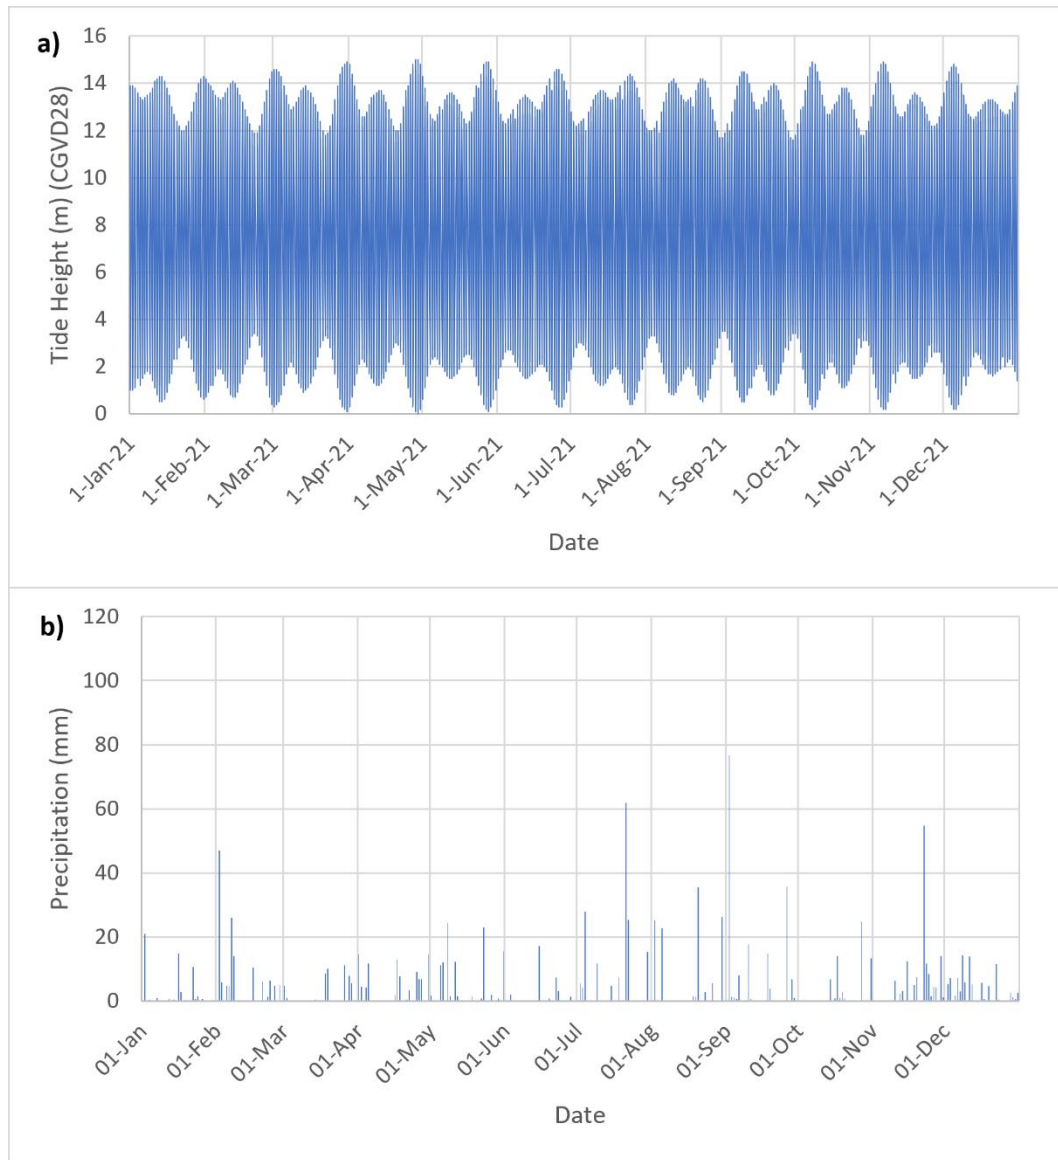 a)
Tide Height (m) (CGVD28)
16
14
12
10
8
6
4
2
0
1-Jan-21
1-Feb-21
1-Mar-21
1-Apr-21
1-May-21
1-Jun-21
1-Jul-21
1-Aug-21
1-Sep-21
1-Oct-21
1-Nov-21
1-Dec-21
Date
b)
Precipitation (mm)
120
100
80
60
40
20
0
01-Jan
01-Feb
01-Mar
01-Apr
01-May
01-Jun
01-Jul
01-Aug
01-Sep
01-Oct
01-Nov
01-Dec
Date